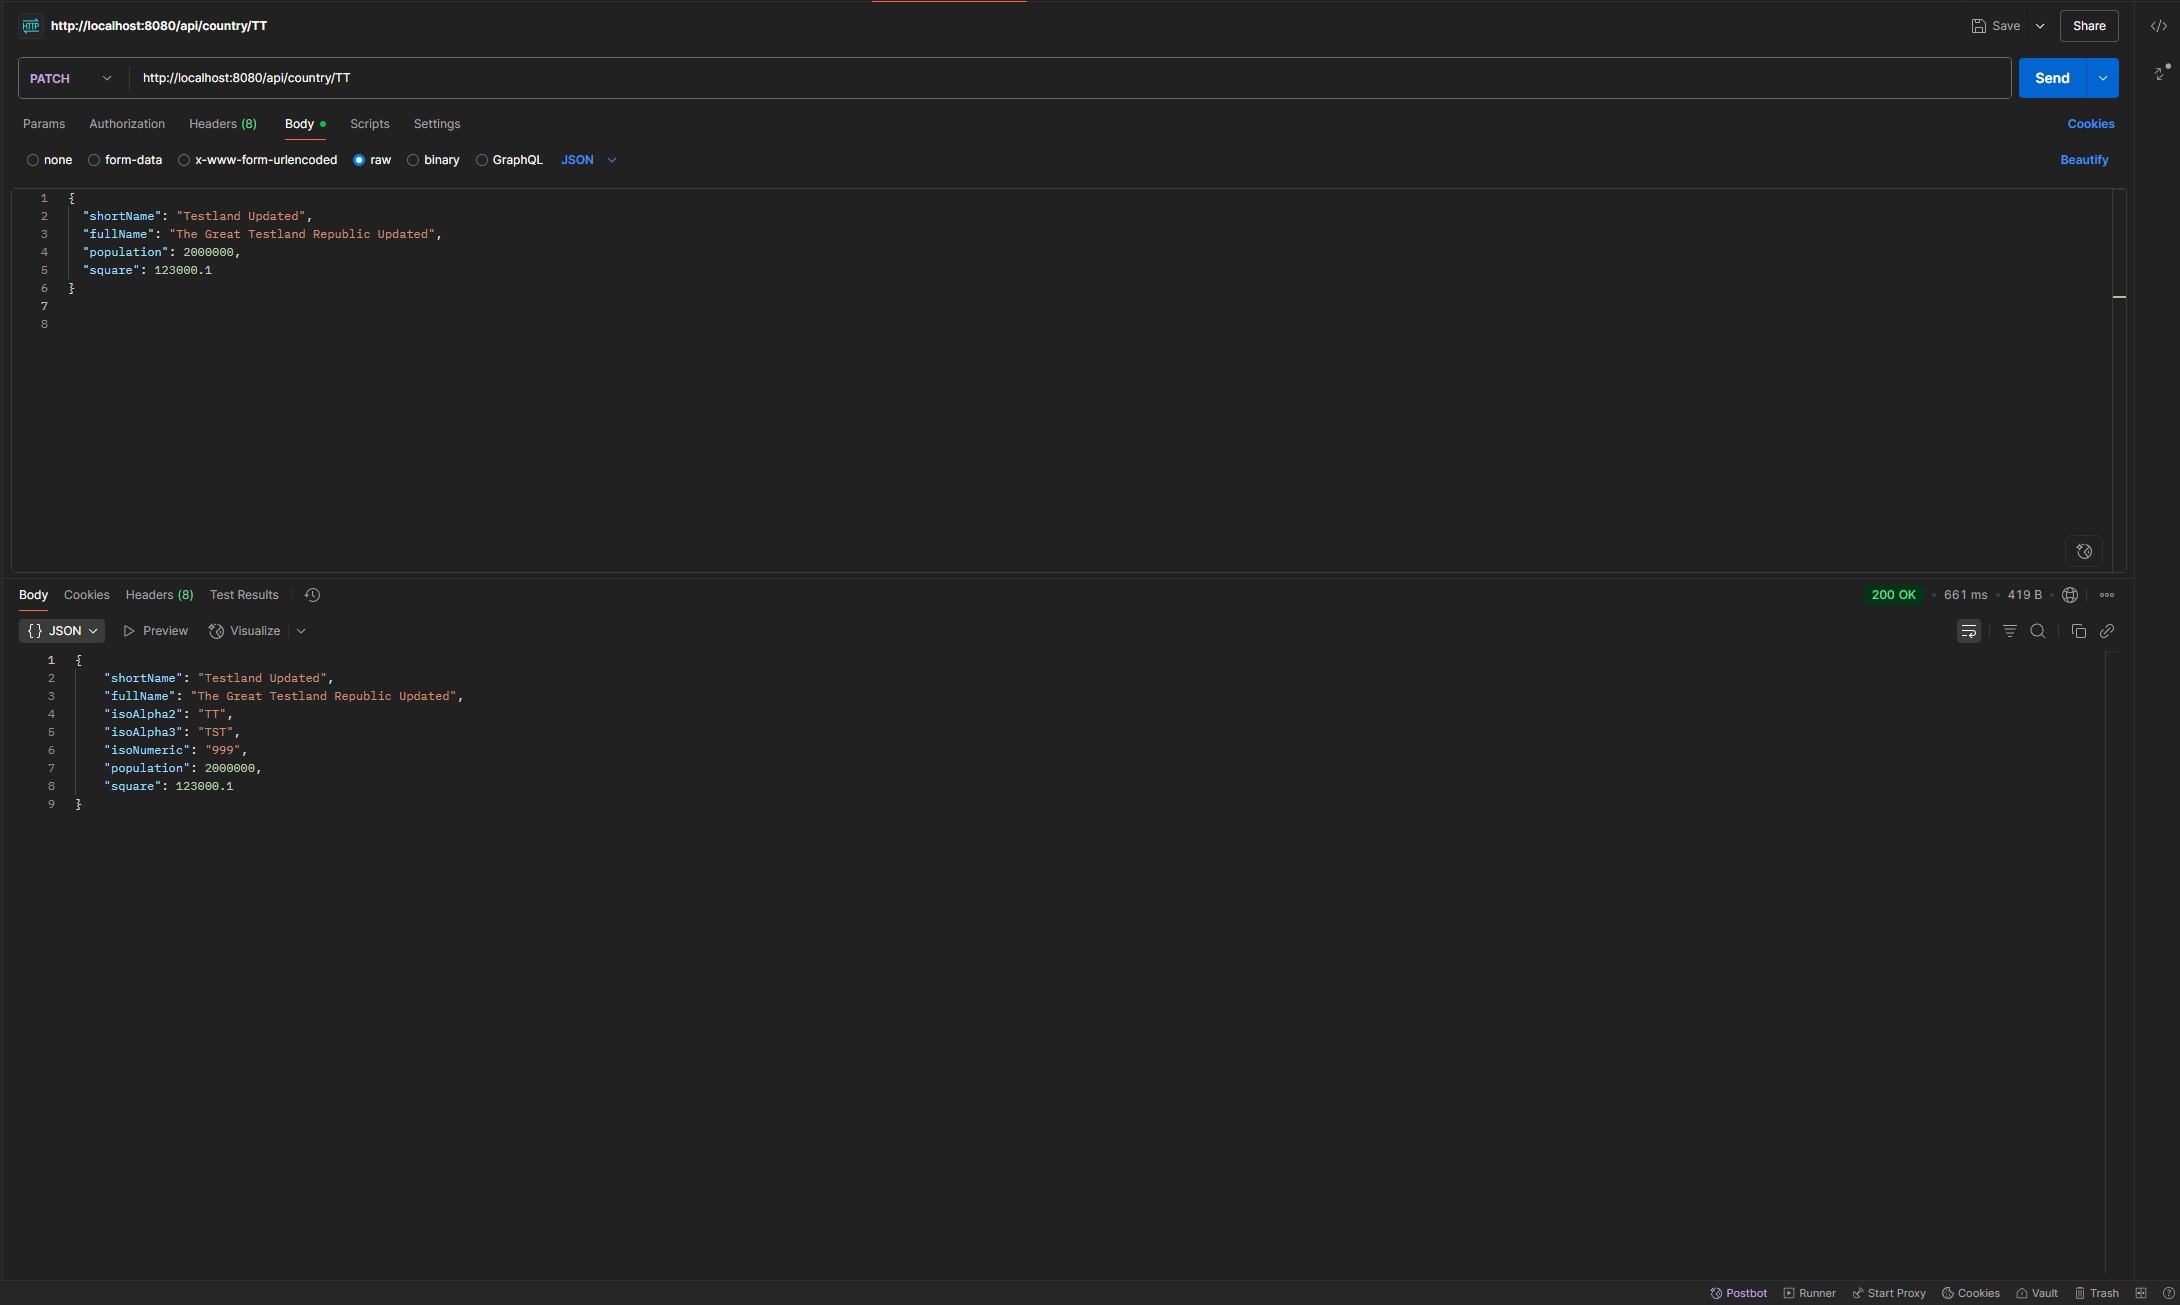 HTTP http://localhost:8080/api/country/TT Save Share
PATCH http://localhost:8080/api/country/TT Send
Params Authorization Headers (8) Body Scripts Settings Cookies
none form-data x-www-form-urlencoded raw binary GraphQL JSON Beautify
1 {
2 "shortName": "Testland Updated",
3 "fullName": "The Great Testland Republic Updated",
4 "population": 2000000,
5 "square": 123000.1
6 }
7
8
Body Cookies Headers (8) Test Results 200 OK • 661 ms • 419 B •
{} JSON Preview Visualize
1 {
2 "shortName": "Testland Updated",
3 "fullName": "The Great Testland Republic Updated",
4 "isoAlpha2": "TT",
5 "isoAlpha3": "TST",
6 "isoNumeric": "999",
7 "population": 2000000,
8 "square": 123000.1
9 }
Postbot Runner Start Proxy Cookies Vault Trash